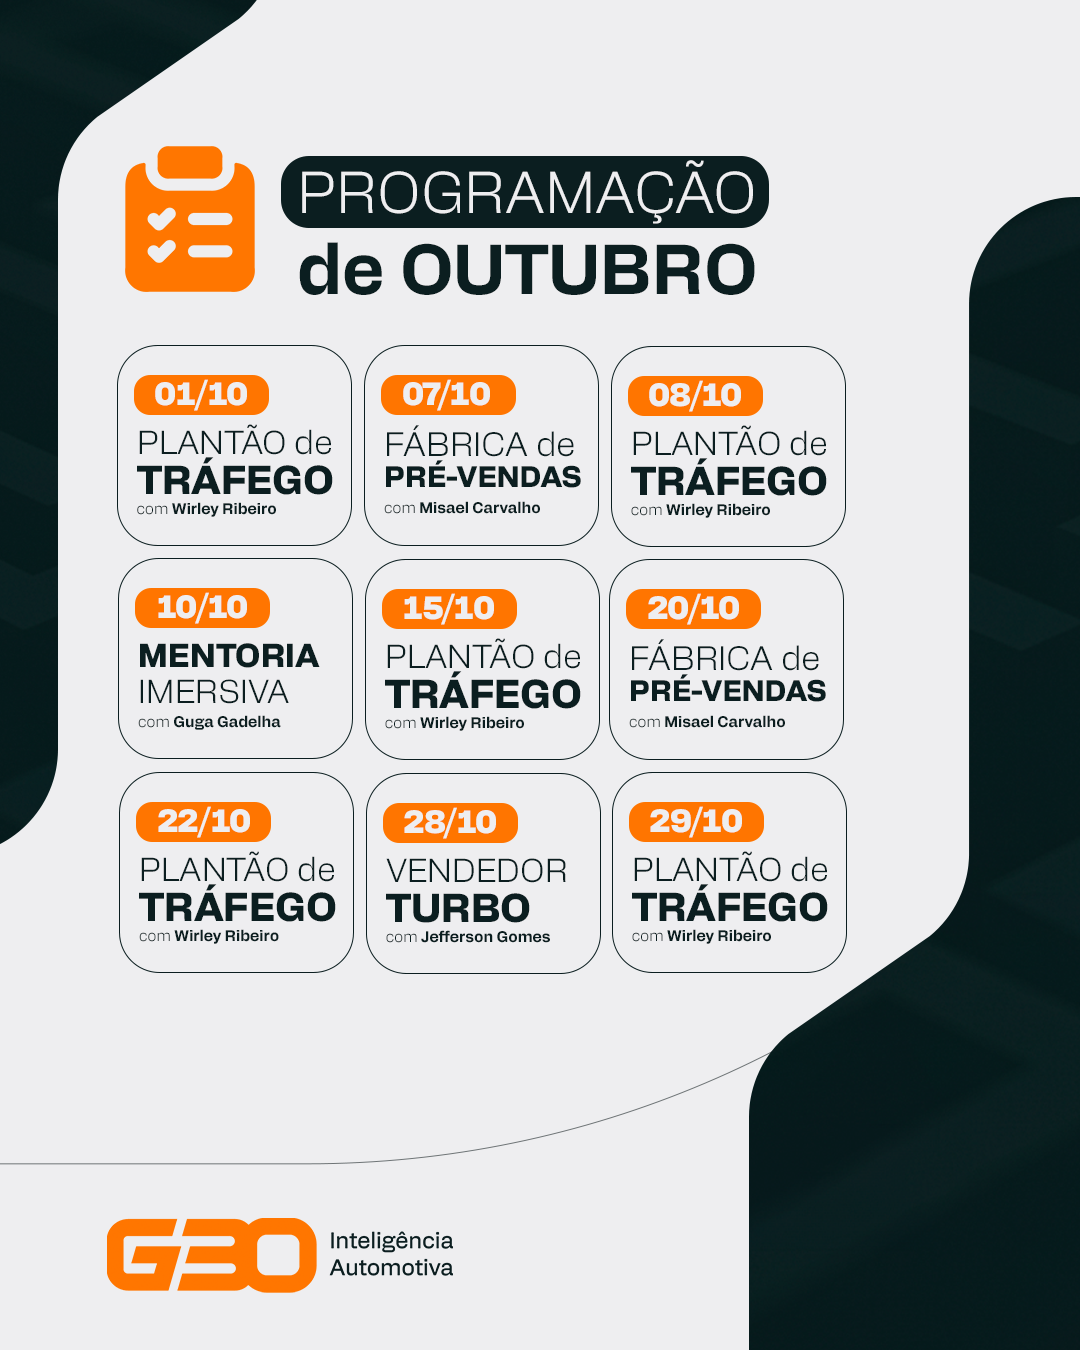 PROGRAMAÇÃO
de OUTUBRO
01/10
PLANTÃO de
TRÁFEGO
com Wirley Ribeiro
07/10
FÁBRICA de
PRÉ-VENDAS
com Misael Carvalho
08/10
PLANTÃO de
TRÁFEGO
com Wirley Ribeiro
10/10
MENTORIA
IMERSIVA
com Guga Gadelha
15/10
PLANTÃO de
TRÁFEGO
com Wirley Ribeiro
20/10
FÁBRICA de
PRÉ-VENDAS
com Misael Carvalho
22/10
PLANTÃO de
TRÁFEGO
com Wirley Ribeiro
28/10
VENDEDOR
TURBO
com Jefferson Gomes
29/10
PLANTÃO de
TRÁFEGO
com Wirley Ribeiro
G30
Inteligência
Automotiva